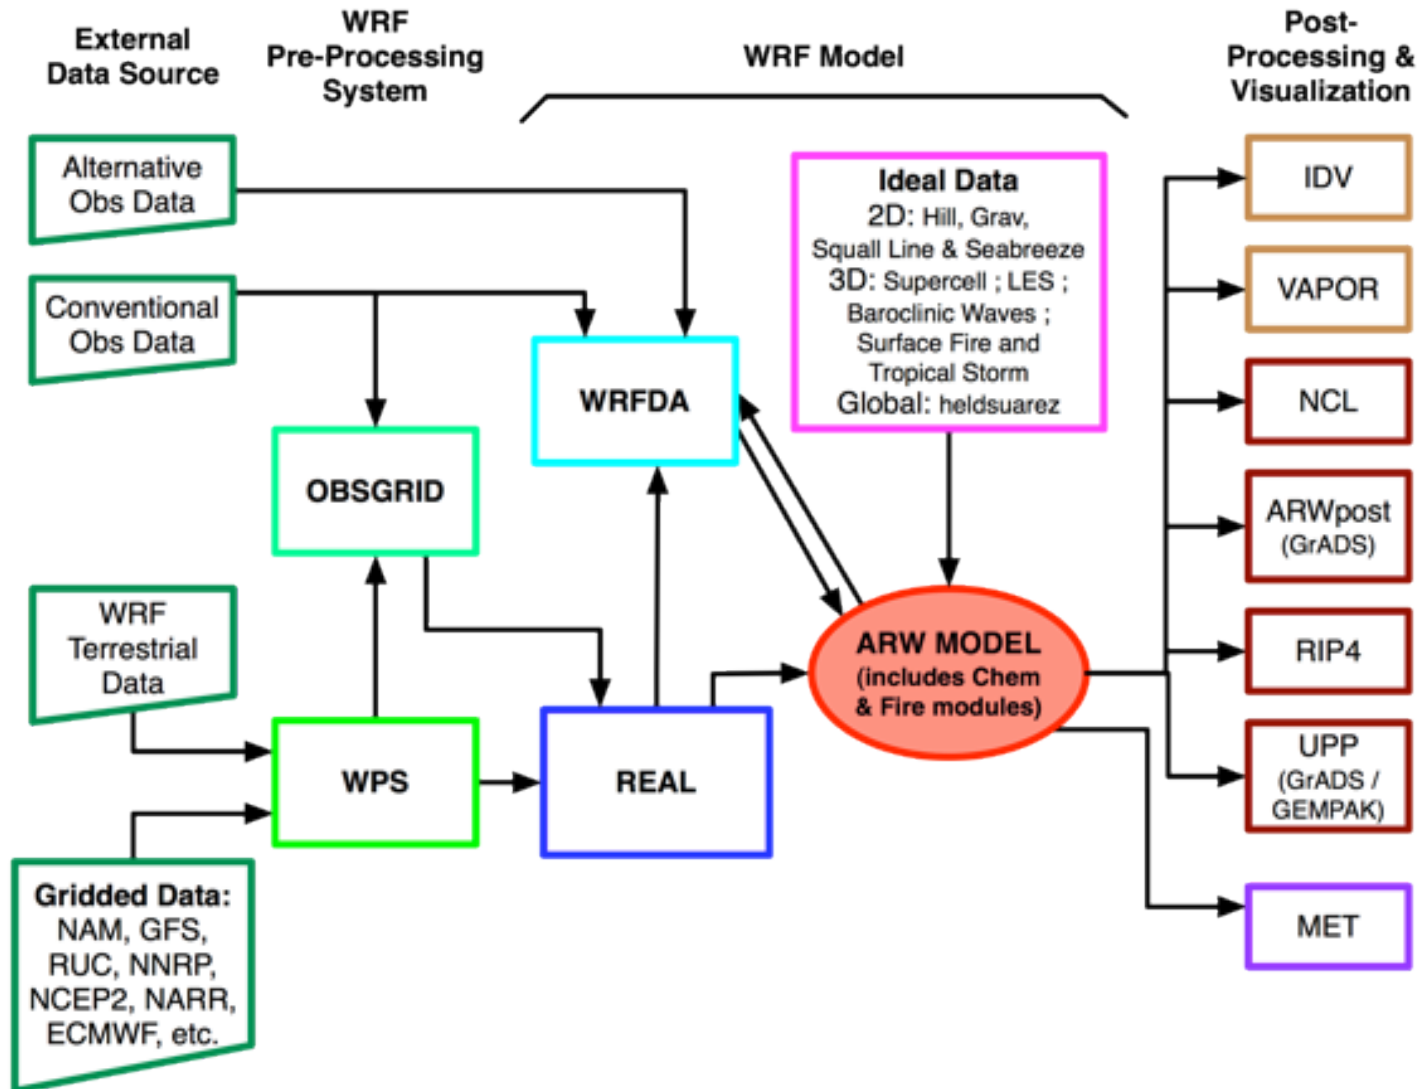 External
Data Source
WRF
Pre-Processing
System
WRF Model
Post-
Processing &
Visualization
Alternative
Obs Data
Conventional
Obs Data
WRF
Terrestrial
Data
Gridded Data:
NAM, GFS,
RUC, NNRP,
NCEP2, NARR,
ECMWF, etc.
OBSGRID
WPS
WRFDA
REAL
Ideal Data
2D: Hill, Grav,
Squall Line & Seabreeze
3D: Supercell ; LES ;
Baroclinic Waves ;
Surface Fire and
Tropical Storm
Global: heldsuarez
ARW MODEL
(includes Chem
& Fire modules)
IDV
VAPOR
NCL
ARWpost
(GrADS)
RIP4
UPP
(GrADS /
GEMPAK)
MET